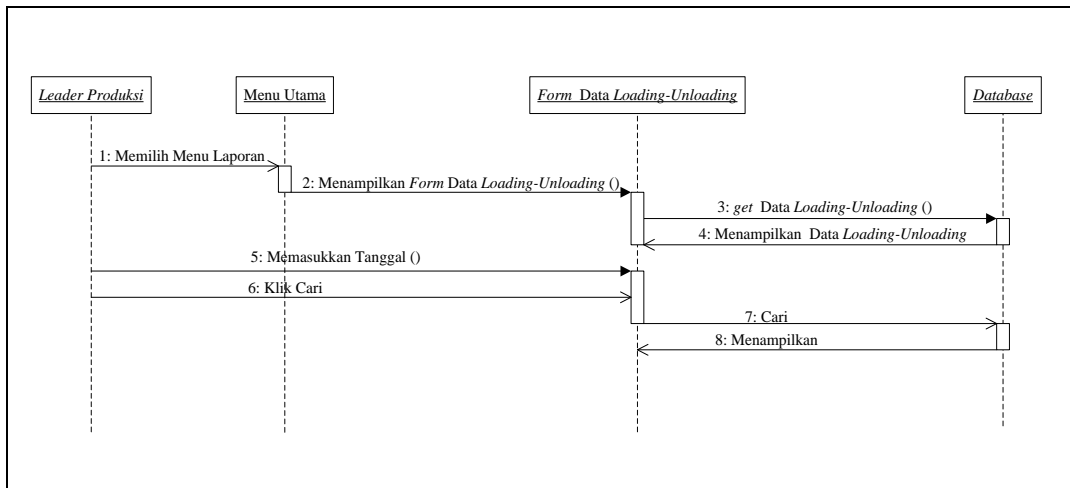 Leader Produksi
Menu Utama
Form Data Loading-Unloading
Database
1: Memilih Menu Laporan
2: Menampilkan Form Data Loading-Unloading ()
3: get Data Loading-Unloading ()
4: Menampilkan Data Loading-Unloading
5: Memasukkan Tanggal ()
6: Klik Cari
7: Cari
8: Menampilkan